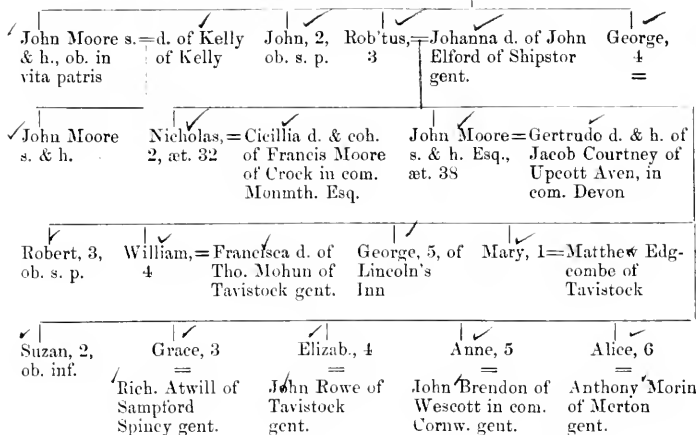 John Moore s. = d. of Kelly John, 2, Rob'tus, = Johanna d. of John George,
& h., ob. in of Kelly ob. s. p. 3 Elford of Shipstor 4
vita patris gent. =
John Moore Nicholas, = Cicillia d. & coh. John Moore = Gertrude d. & h. of
s. & h. 2, æt. 32 of Francis Moore s. & h. Esq., Jacob Courtney of
of Crock in com. æt. 38 Upcott Aven, in
Monmth. Esq. com. Devon
Robert, 3, William, = Francisca d. of George, 5, of Mary, 1 = Matthew Edg-
ob. s. p. 4 Tho. Mohun of Lincoln's combe of
Tavistock gent. Inn Tavistock
Suzan, 2, Grace, 3 Elizab., 4 Anne, 5 Alice, 6
ob. inf. = = = =
Rich. Atwill of John Rowe of John Brendon of Anthony Morin
Sampford Tavistock Wescott in com. of Merton
Spincy gent. gent. Cornw. gent. gent.